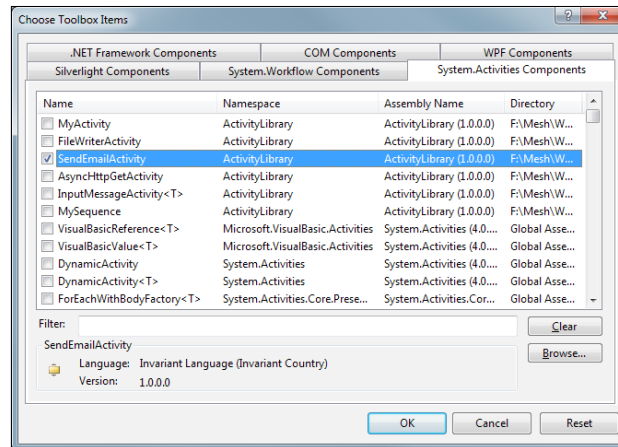 Choose Toolbox Items
.NET Framework Components COM Components WPF Components
Silverlight Components System.Workflow Components System.Activities Components
Name Namespace Assembly Name Directory
MyActivity ActivityLibrary ActivityLibrary (1.0.0.0) F:\Mesh\W...
FileWriterActivity ActivityLibrary ActivityLibrary (1.0.0.0) F:\Mesh\W...
SendEmailActivity ActivityLibrary ActivityLibrary (1.0.0.0) F:\Mesh\W...
AsyncHttpGetActivity ActivityLibrary ActivityLibrary (1.0.0.0) F:\Mesh\W...
InputMessageActivity<T> ActivityLibrary ActivityLibrary (1.0.0.0) F:\Mesh\W...
MySequence ActivityLibrary ActivityLibrary (1.0.0.0) F:\Mesh\W...
VisualBasicReference<T> Microsoft.VisualBasic.Activities System.Activities (4.0.... Global Asse...
VisualBasicValue<T> Microsoft.VisualBasic.Activities System.Activities (4.0.... Global Asse...
DynamicActivity System.Activities System.Activities (4.0.... Global Asse...
DynamicActivity<T> System.Activities System.Activities (4.0.... Global Asse...
ForEachWithBodyFactory<T> System.Activities.Core.Prese... System.Activities.Cor... Global Asse...
Filter: Clear
SendEmailActivity
Browse...
Language: Invariant Language (Invariant Country)
Version: 1.0.0.0
OK Cancel Reset